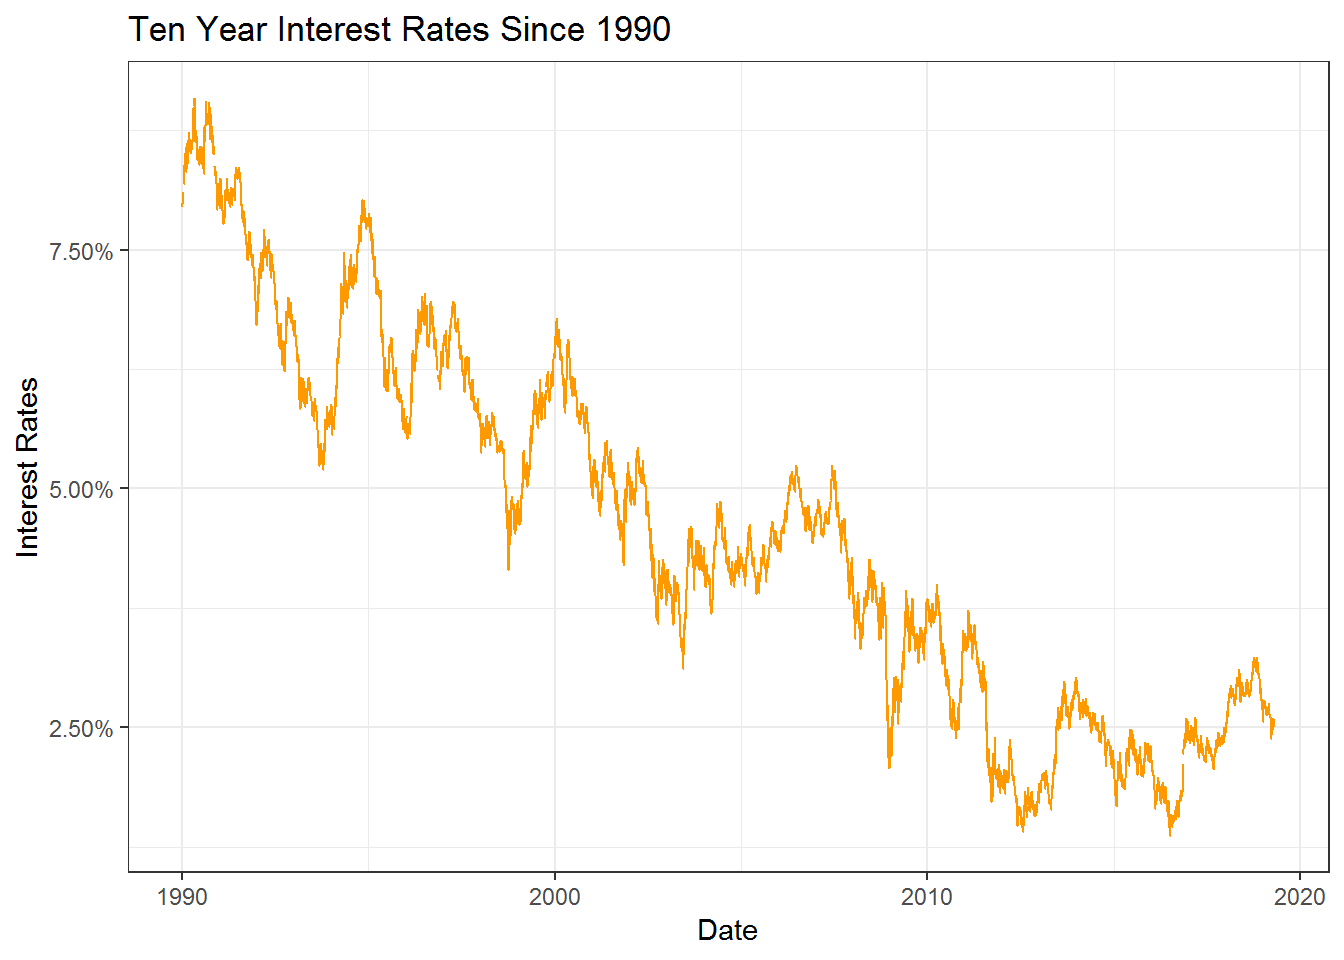 Ten Year Interest Rates Since 1990
Interest Rates
7.50%
5.00%
2.50%
1990
2000
2010
2020
Date